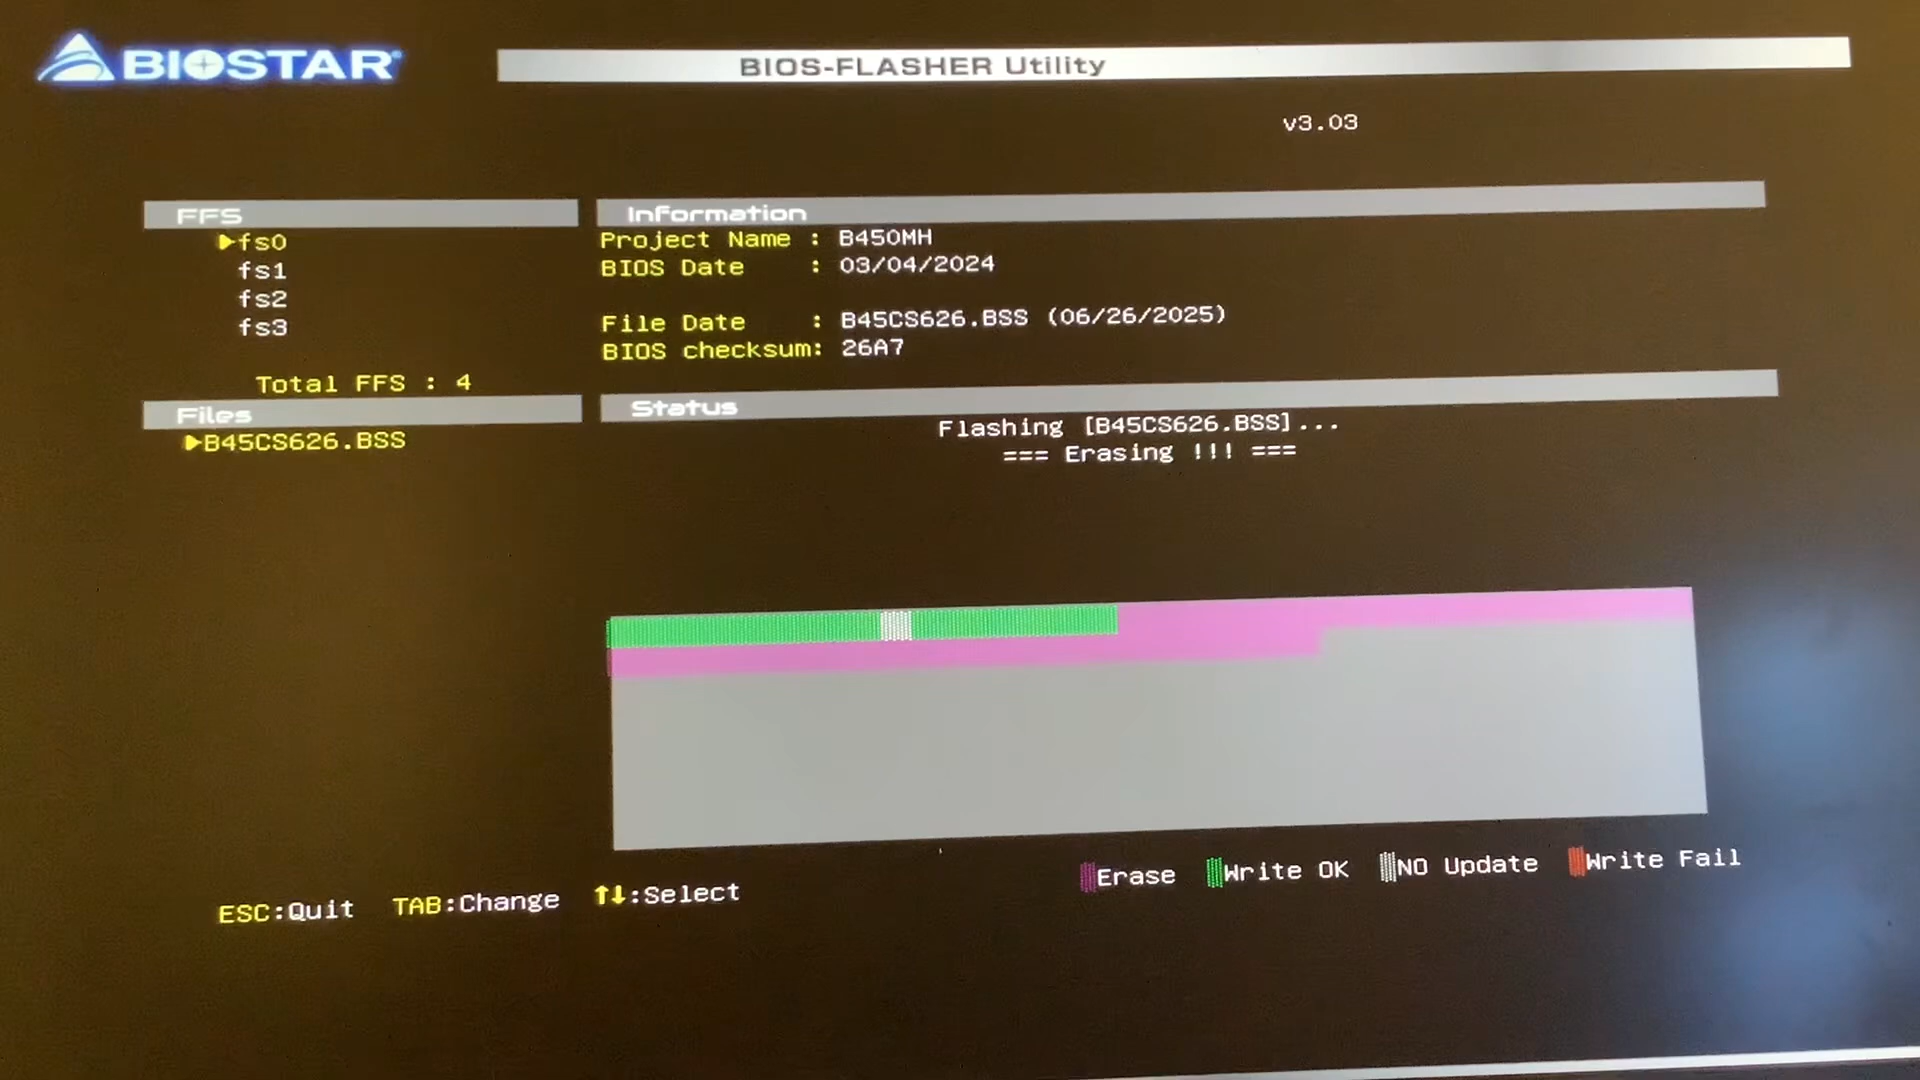 BIOSTAR®
BIOS-FLASHER Utility
v3.03
FFS
▶fs0
fs1
fs2
fs3
Total FFS : 4
Files
▶B45CS626.BSS
Information
Project Name : B450MH
BIOS Date : 03/04/2024
File Date : B45CS626.BSS (06/26/2025)
BIOS checksum: 26A7
Status
Flashing [B45CS626.BSS]...
=== Erasing !!! ===
Erase Write OK NO Update Write Fail
ESC:Quit TAB:Change ↑↓:Select